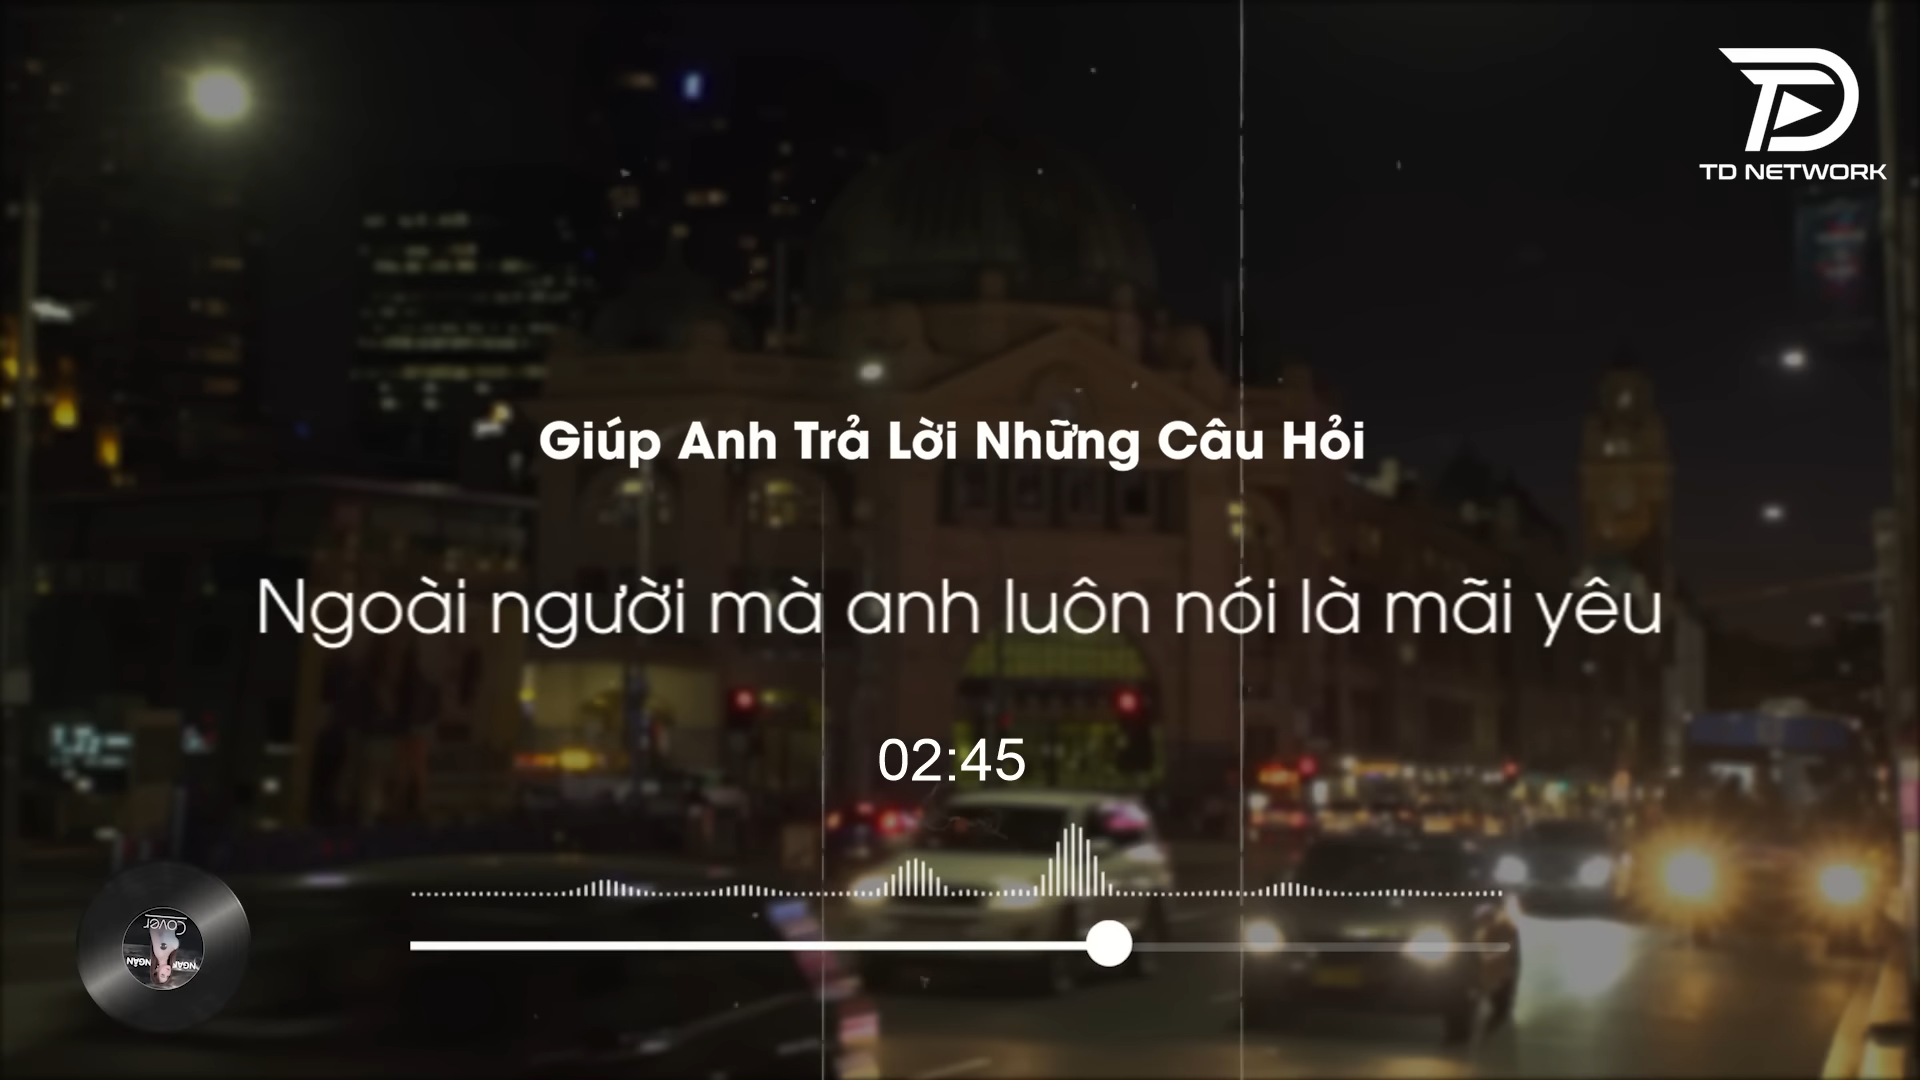 TD NETWORK
Giúp Anh Trả Lời Những Câu Hỏi
Ngoài người mà anh luôn nói là mãi yêu
02:45
Cover
NGÂN NGÂN